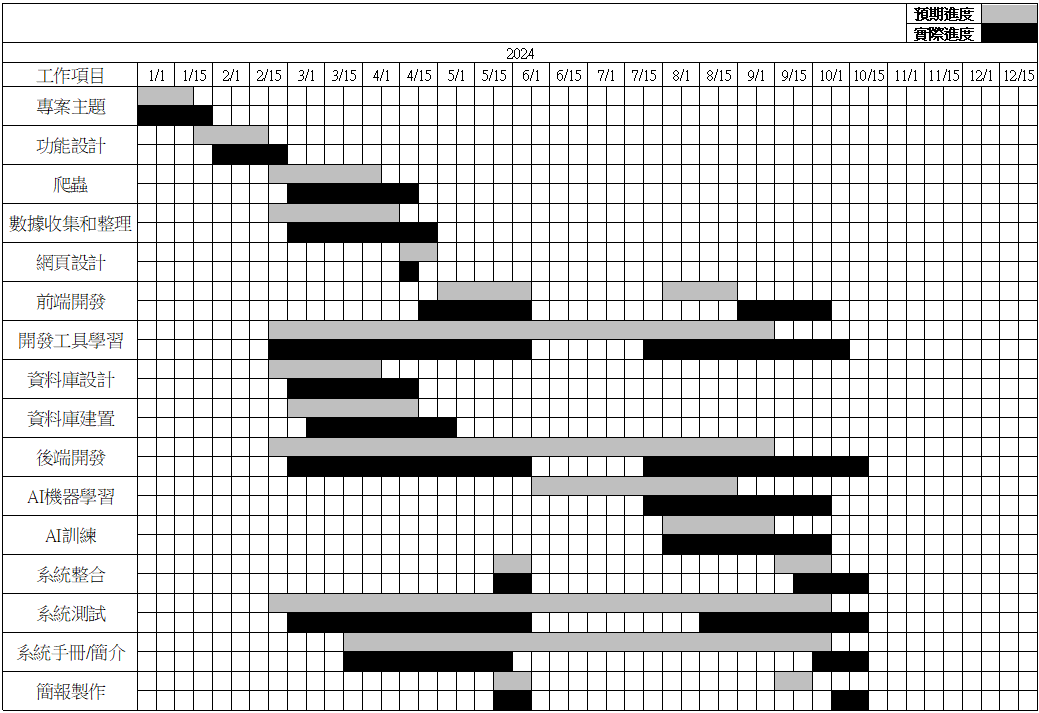 預期進度
實際進度
2024
工作項目 1/1 1/15 2/1 2/15 3/1 3/15 4/1 4/15 5/1 5/15 6/1 6/15 7/1 7/15 8/1 8/15 9/1 9/15 10/1 10/15 11/1 11/15 12/1 12/15
專案主題
功能設計
爬蟲
數據收集和整理
網頁設計
前端開發
開發工具學習
資料庫設計
資料庫建置
後端開發
AI機器學習
AI訓練
系統整合
系統測試
系統手冊/簡介
簡報製作